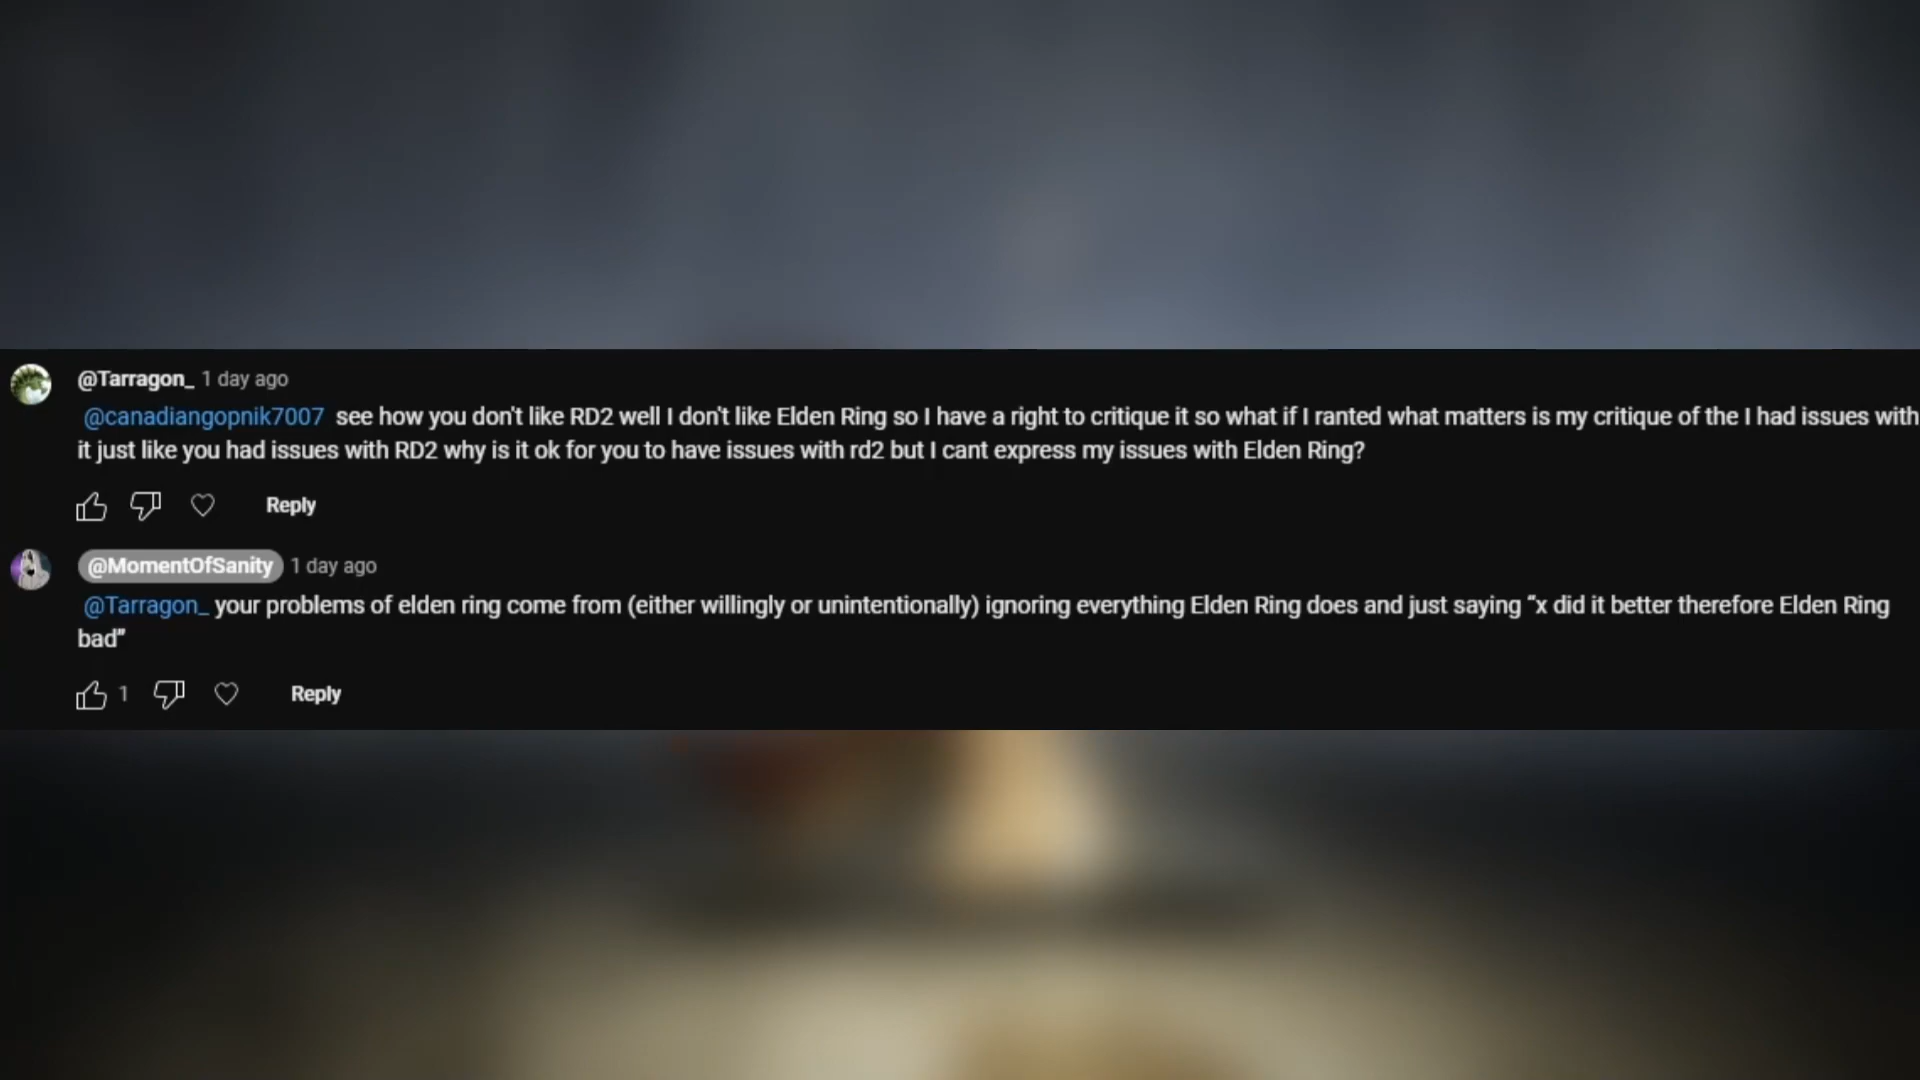 @Tarragon_ 1 day ago
@canadiangopnik7007 see how you don't like RD2 well I don't like Elden Ring so I have a right to critique it so what if I ranted what matters is my critique of the I had issues with
it just like you had issues with RD2 why is it ok for you to have issues with rd2 but I cant express my issues with Elden Ring?
Reply
@MomentOfSanity 1 day ago
@Tarragon_ your problems of elden ring come from (either willingly or unintentionally) ignoring everything Elden Ring does and just saying “x did it better therefore Elden Ring
bad”
1 Reply